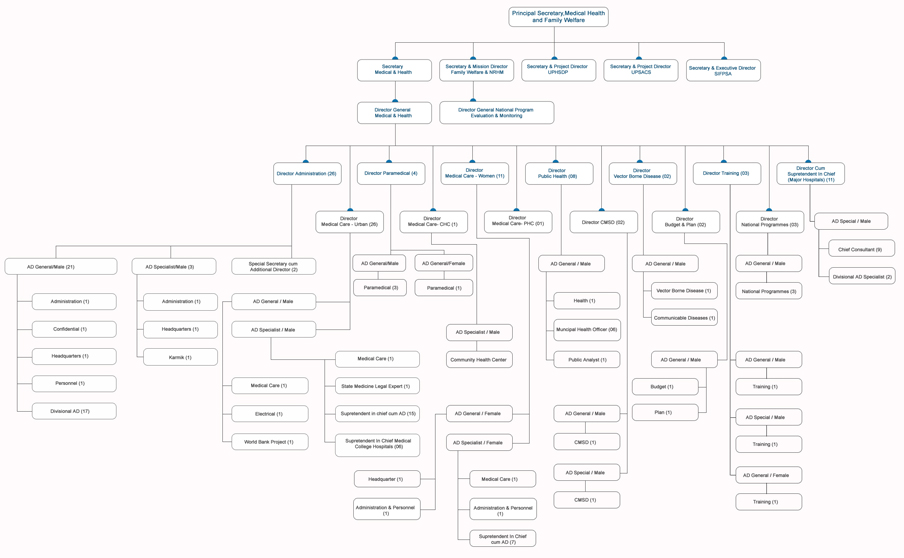 Principal Secretary,Medical Health
and Family Welfare
Secretary
Medical & Health
Secretary & Mission Director
Family Welfare & NRHM
Secretary & Project Director
UPHSDP
Secretary & Project Director
UPSACS
Secretary & Executive Director
SIFPSA
Director General
Medical & Health
Director General National Program
Evaluation & Monitoring
Director Administration (26)
Director Paramedical (4)
Director
Medical Care - Women (11)
Director
Public Health (08)
Director
Vector Borne Disease (02)
Director Training (03)
Director Cum
Supretendent In Chief
(Major Hospitals) (11)
Director
Medical Care - Urban (26)
Director
Medical Care- CHC (1)
Director
Medical Care- PHC (01)
Director CMSO (02)
Director
Budget & Plan (02)
Director
National Programmes (03)
AD Special / Male
Chief Consultant (9)
Divisional AD Specialist (2)
AD General/Male (21)
AD Specialist/Male (3)
Special Secretary cum
Additional Director (2)
AD General/Male
AD General/Female
AD General / Male
AD General / Male
AD General / Male
Paramedical (3)
Paramedical (1)
Administration (1)
Administration (1)
AD General / Male
Health (1)
Vector Borne Disease (1)
National Programmes (3)
Confidential (1)
Headquarters (1)
AD Specialist / Male
AD Specialist / Male
Muncipal Health Officer (06)
Communicable Diseases (1)
Headquarters (1)
Karmik (1)
Medical Care (1)
Community Health Center
Public Analyst (1)
AD General / Male
AD General / Male
Personnel (1)
Medical Care (1)
State Medicine Legal Expert (1)
Budget (1)
Training (1)
Divisional AD (17)
Electrical (1)
Supretendent in chief cum AD (15)
AD General / Female
AD General / Male
Plan (1)
AD Special / Male
World Bank Project (1)
Supretendent In Chief Medical
College Hospitals (06)
AD Specialist / Female
CMSO (1)
Training (1)
Headquarter (1)
Medical Care (1)
AD Special / Male
AD General / Female
Administration & Personnel
(1)
Administration & Personnel
(1)
CMSO (1)
Training (1)
Supretendent In Chief
cum AD (7)